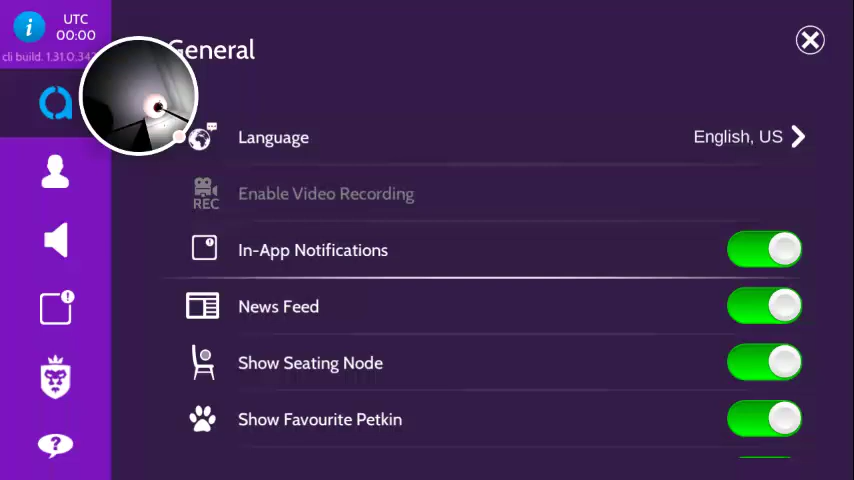 UTC
00:00
General
Language
English, US
REC
Enable Video Recording
In-App Notifications
News Feed
Show Seating Node
Show Favourite Petkin